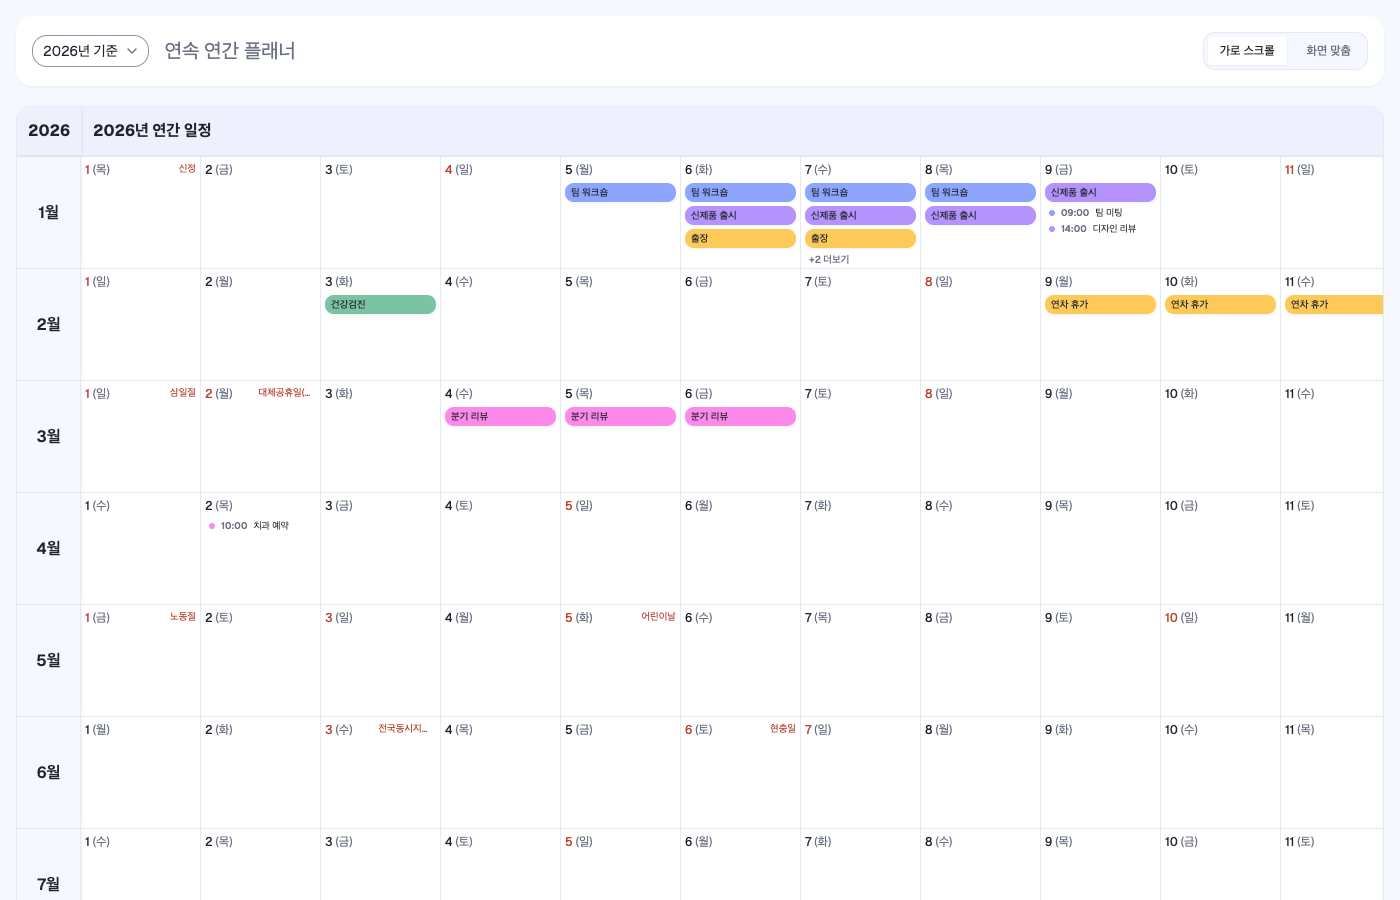 2026년 기준
연속 연간 플래너
가로 스크롤
화면 맞춤
2026
2026년 연간 일정
1월
1 (목) 신정
2 (금)
3 (토)
4 (일)
5 (월)
팀 워크숍
6 (화)
팀 워크숍
신제품 출시
출장
7 (수)
팀 워크숍
신제품 출시
출장
+2 더보기
8 (목)
팀 워크숍
신제품 출시
9 (금)
신제품 출시
09:00 팀 미팅
14:00 디자인 리뷰
10 (토)
11 (일)
2월
1 (일)
2 (월)
3 (화)
건강검진
4 (수)
5 (목)
6 (금)
7 (토)
8 (일)
9 (월)
연차 휴가
10 (화)
연차 휴가
11 (수)
연차 휴가
3월
1 (일) 삼일절
2 (월) 대체공휴일(...
3 (화)
4 (수)
분기 리뷰
5 (목)
분기 리뷰
6 (금)
분기 리뷰
7 (토)
8 (일)
9 (월)
10 (화)
11 (수)
4월
1 (수)
2 (목)
10:00 치과 예약
3 (금)
4 (토)
5 (일)
6 (월)
7 (화)
8 (수)
9 (목)
10 (금)
11 (토)
5월
1 (금) 노동절
2 (토)
3 (일)
4 (월)
5 (화) 어린이날
6 (수)
7 (목)
8 (금)
9 (토)
10 (일)
11 (월)
6월
1 (월)
2 (화)
3 (수) 전국동시지...
4 (목)
5 (금)
6 (토) 현충일
7 (일)
8 (월)
9 (화)
10 (수)
11 (목)
7월
1 (수)
2 (목)
3 (금)
4 (토)
5 (일)
6 (월)
7 (화)
8 (수)
9 (목)
10 (금)
11 (토)